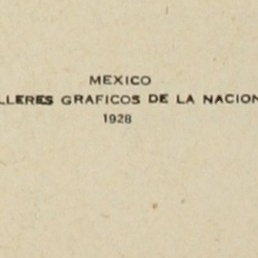 MEXICO
LLERES GRAFICOS DE LA NACION
1928